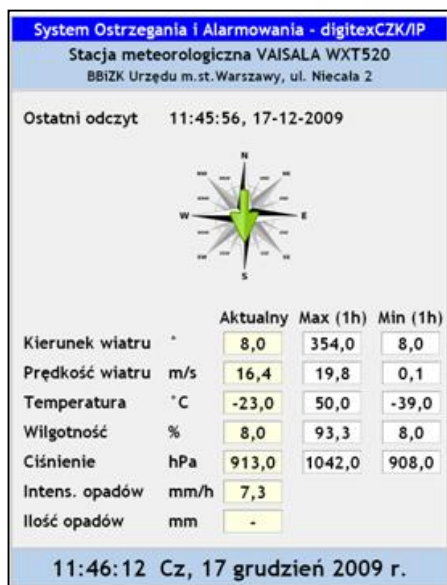 System Ostrzegania i Alarmowania - digitexCZK/IP
Stacja meteorologiczna VAISALA WXT520
BBiZK Urzędu m.st.Warszawy, ul. Niecała 2
Ostatni odczyt 11:45:56, 17-12-2009
N
W E
S
Aktualny Max (1h) Min (1h)
Kierunek wiatru ° 8,0 354,0 8,0
Prędkość wiatru m/s 16,4 19,8 0,1
Temperatura °C -23,0 50,0 -39,0
Wilgotność % 8,0 93,3 8,0
Ciśnienie hPa 913,0 1042,0 908,0
Intens. opadów mm/h 7,3
Ilość opadów mm -
11:46:12 Cz, 17 grudzień 2009 r.